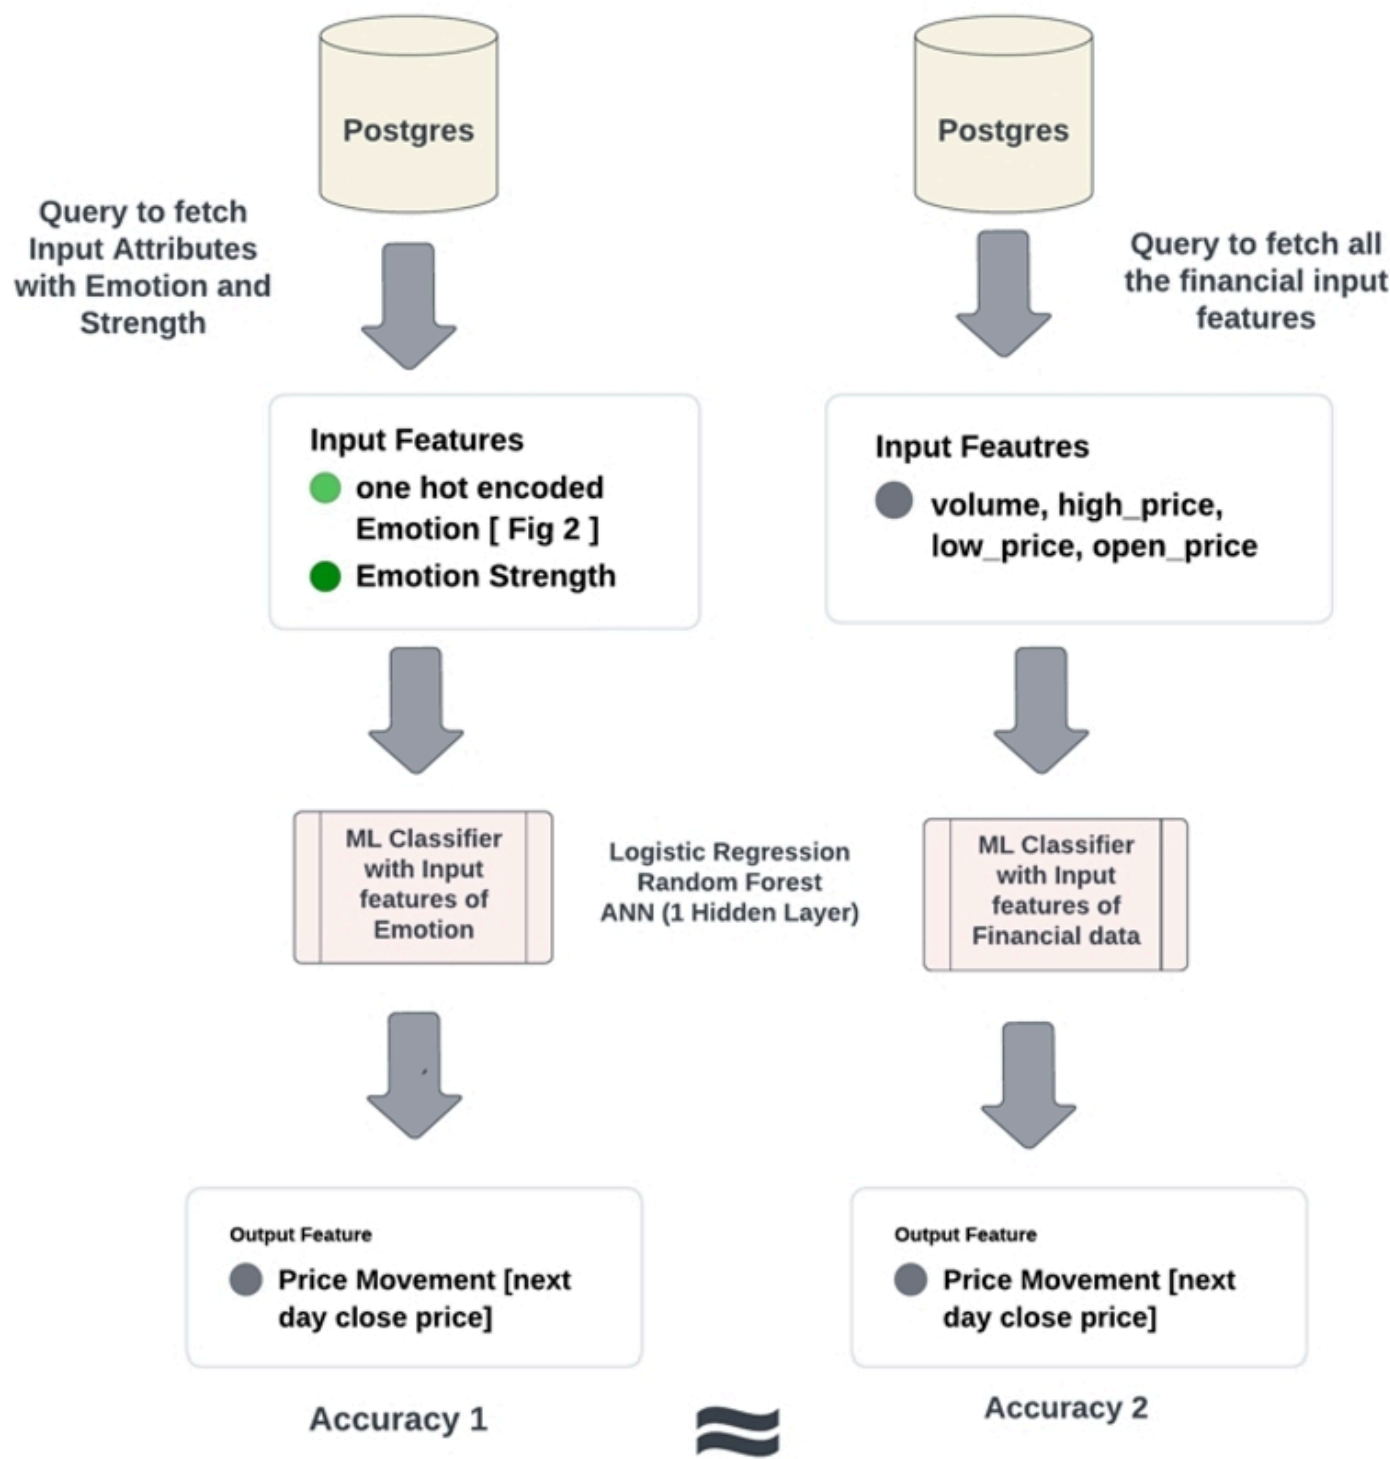 Postgres
Postgres
Query to fetch
Input Attributes
with Emotion and
Strength
Query to fetch all
the financial input
features
Input Features
one hot encoded
Emotion [ Fig 2 ]
Emotion Strength
Input Feautres
volume, high_price,
low_price, open_price
ML Classifier
with Input
features of
Emotion
Logistic Regression
Random Forest
ANN (1 Hidden Layer)
ML Classifier
with Input
features of
Financial data
Output Feature
Price Movement [next
day close price]
Output Feature
Price Movement [next
day close price]
Accuracy 1
≈
Accuracy 2